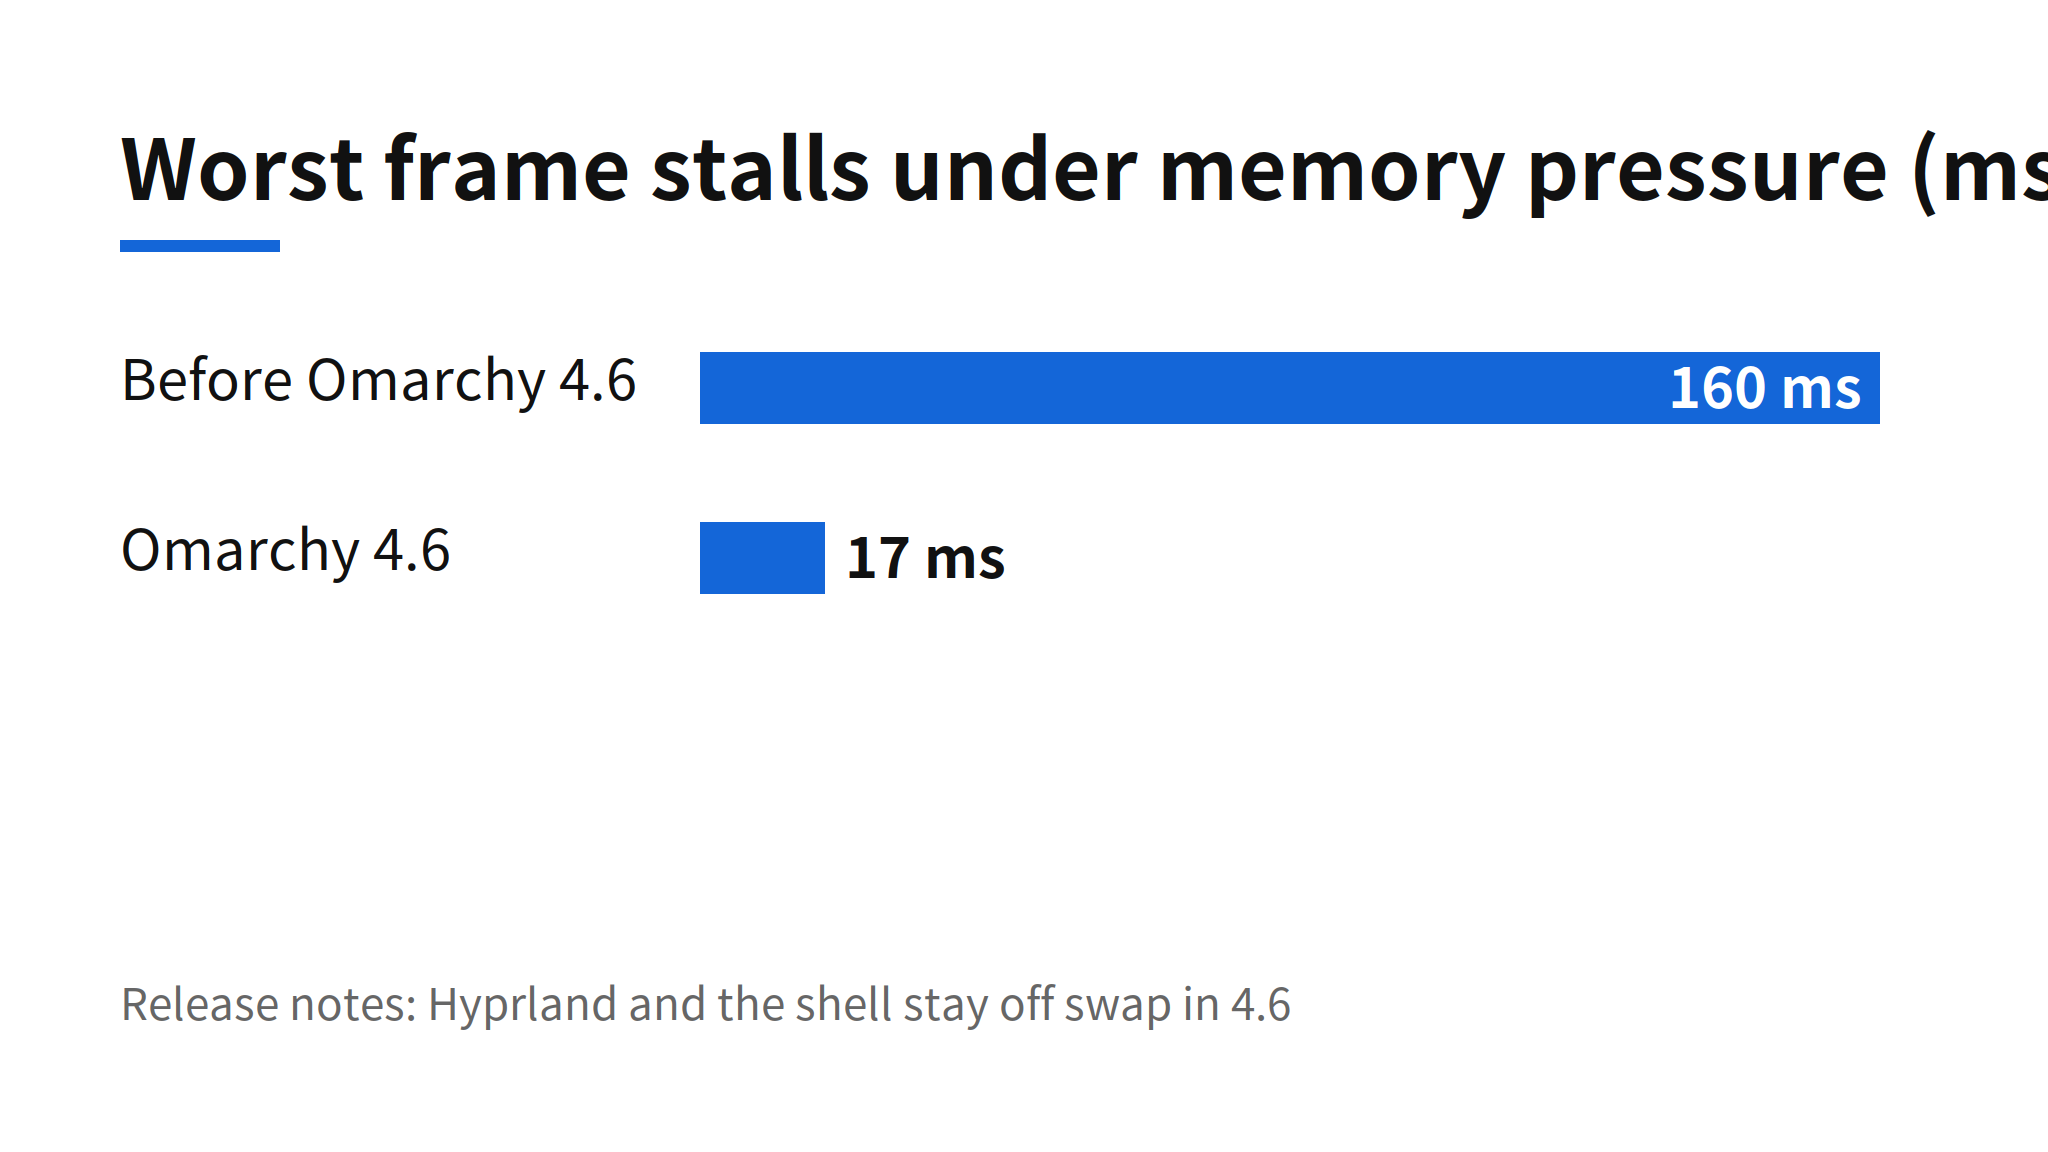 Worst frame stalls under memory pressure (ms
Before Omarchy 4.6
160 ms
Omarchy 4.6
17 ms
Release notes: Hyprland and the shell stay off swap in 4.6